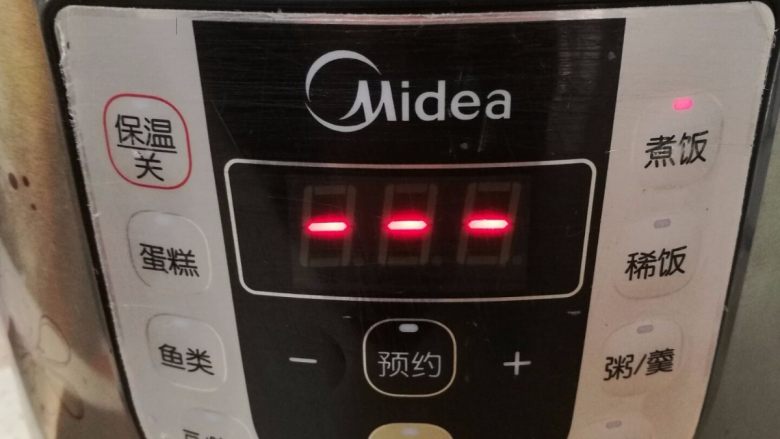 Midea
保温
关
煮饭
---
蛋糕
稀饭
鱼类
- 预约 +
粥/羹